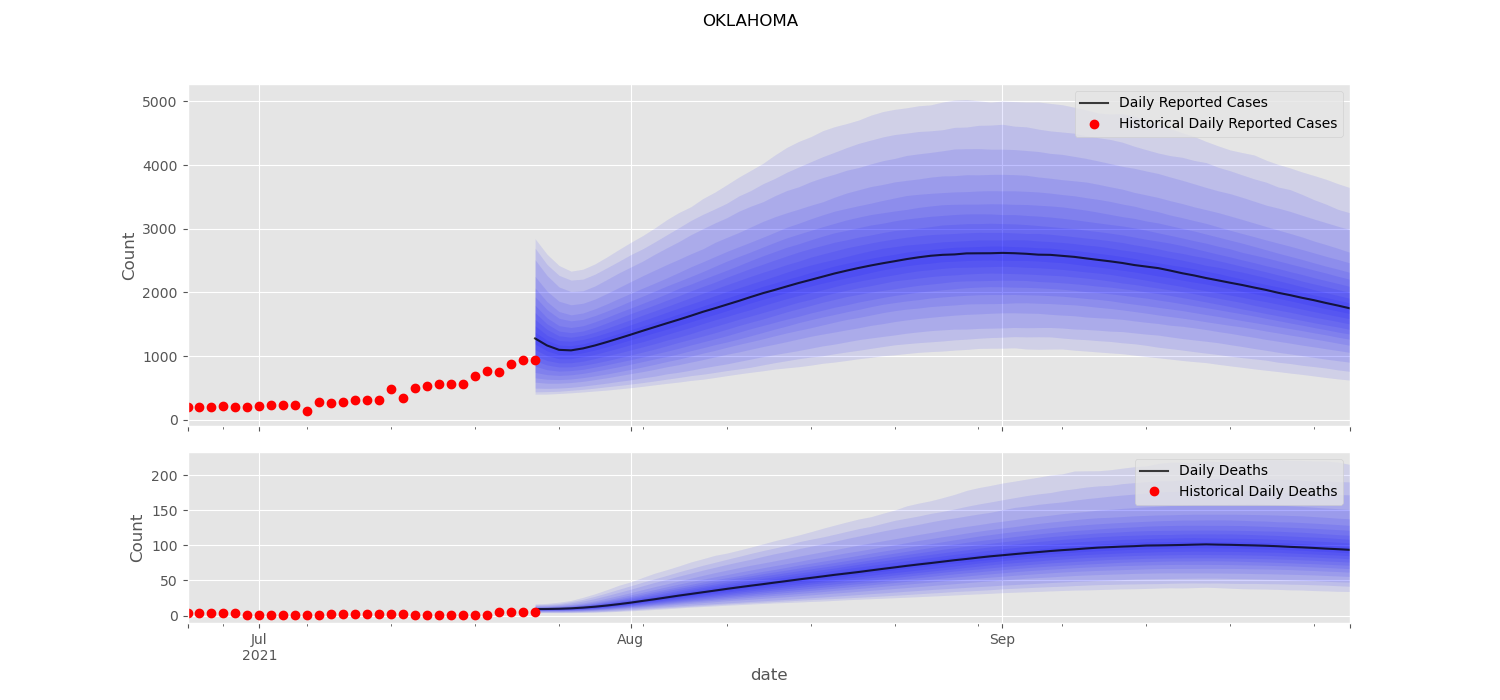 OKLAHOMA
5000
4000
3000
2000
1000
0
Count
Daily Reported Cases
Historical Daily Reported Cases
200
150
100
50
0
Count
Daily Deaths
Historical Daily Deaths
Jul
2021
Aug
Sep
date